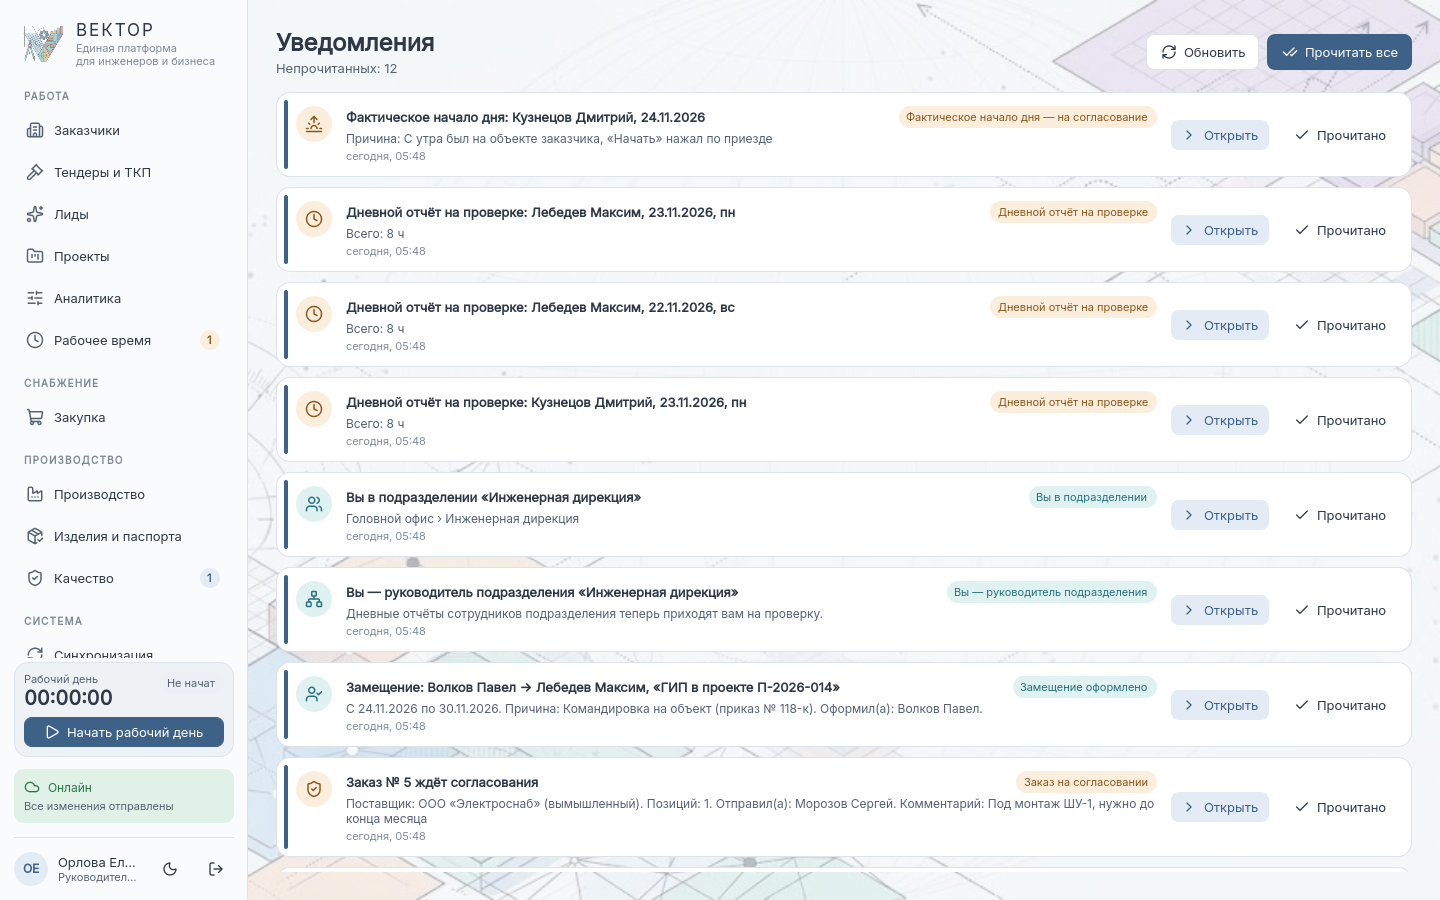 ВЕКТОР
Единая платформа
для инженеров и бизнеса
РАБОТА
Заказчики
Тендеры и ТКП
Лиды
Проекты
Аналитика
Рабочее время 1
СНАБЖЕНИЕ
Закупка
ПРОИЗВОДСТВО
Производство
Изделия и паспорта
Качество 1
СИСТЕМА
Синхронизация
Рабочий день
Не начат
00:00:00
Начать рабочий день
Онлайн
Все изменения отправлены
ОЕ
Орлова Ел...
Руководител...
Уведомления
Непрочитанных: 12
Обновить
Прочитать все
Фактическое начало дня: Кузнецов Дмитрий, 24.11.2026
Фактическое начало дня — на согласование
Причина: С утра был на объекте заказчика, «Начать» нажал по приезде
сегодня, 05:48
Открыть
Прочитано
Дневной отчёт на проверке: Лебедев Максим, 23.11.2026, пн
Дневной отчёт на проверке
Всего: 8 ч
сегодня, 05:48
Открыть
Прочитано
Дневной отчёт на проверке: Лебедев Максим, 22.11.2026, вс
Дневной отчёт на проверке
Всего: 8 ч
сегодня, 05:48
Открыть
Прочитано
Дневной отчёт на проверке: Кузнецов Дмитрий, 23.11.2026, пн
Дневной отчёт на проверке
Всего: 8 ч
сегодня, 05:48
Открыть
Прочитано
Вы в подразделении «Инженерная дирекция»
Вы в подразделении
Головной офис › Инженерная дирекция
сегодня, 05:48
Открыть
Прочитано
Вы — руководитель подразделения «Инженерная дирекция»
Вы — руководитель подразделения
Дневные отчёты сотрудников подразделения теперь приходят вам на проверку.
сегодня, 05:48
Открыть
Прочитано
Замещение: Волков Павел → Лебедев Максим, «ГИП в проекте П-2026-014»
Замещение оформлено
С 24.11.2026 по 30.11.2026. Причина: Командировка на объект (приказ № 118-к). Оформил(а): Волков Павел.
сегодня, 05:48
Открыть
Прочитано
Заказ № 5 ждёт согласования
Заказ на согласовании
Поставщик: ООО «Электроснаб» (вымышленный). Позиций: 1. Отправил(а): Морозов Сергей. Комментарий: Под монтаж ШУ-1, нужно до
конца месяца
сегодня, 05:48
Открыть
Прочитано